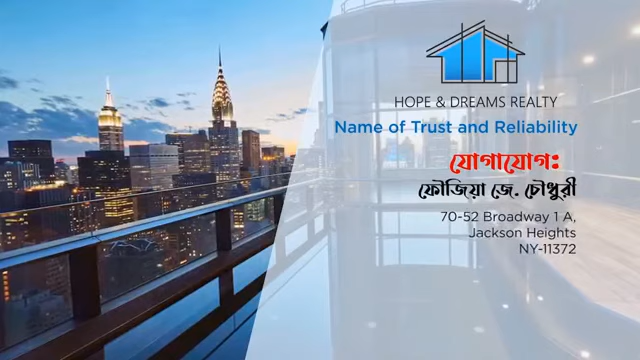 HOPE & DREAMS REALTY
Name of Trust and Reliability
যোগাযোগঃ
ফৌজিয়া জে. চৌধুরী
70-52 Broadway 1 A,
Jackson Heights
NY-11372